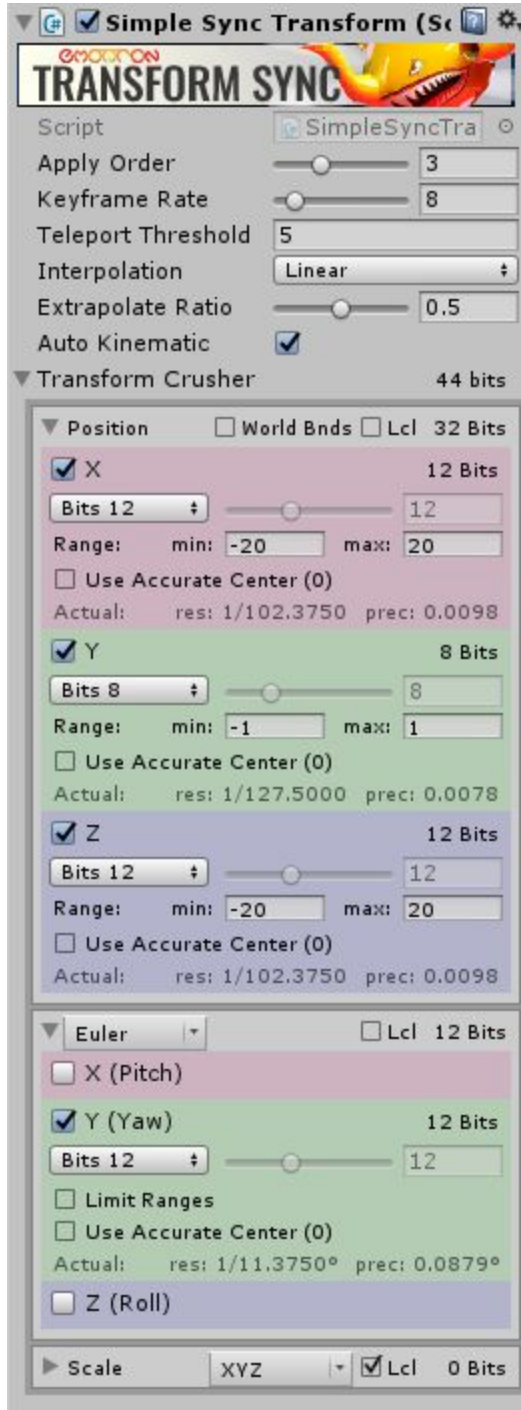 Simple Sync Transform (Sc
emotitron
TRANSFORM SYNC
Script SimpleSyncTra
Apply Order 3
Keyframe Rate 8
Teleport Threshold 5
Interpolation Linear
Extrapolate Ratio 0.5
Auto Kinematic
Transform Crusher 44 bits
Position World Bnds Lcl 32 Bits
X 12 Bits
Bits 12 12
Range: min: -20 max: 20
Use Accurate Center (0)
Actual: res: 1/102.3750 prec: 0.0098
Y 8 Bits
Bits 8 8
Range: min: -1 max: 1
Use Accurate Center (0)
Actual: res: 1/127.5000 prec: 0.0078
Z 12 Bits
Bits 12 12
Range: min: -20 max: 20
Use Accurate Center (0)
Actual: res: 1/102.3750 prec: 0.0098
Euler Lcl 12 Bits
X (Pitch)
Y (Yaw) 12 Bits
Bits 12 12
Limit Ranges
Use Accurate Center (0)
Actual: res: 1/11.3750° prec: 0.0879°
Z (Roll)
Scale XYZ Lcl 0 Bits